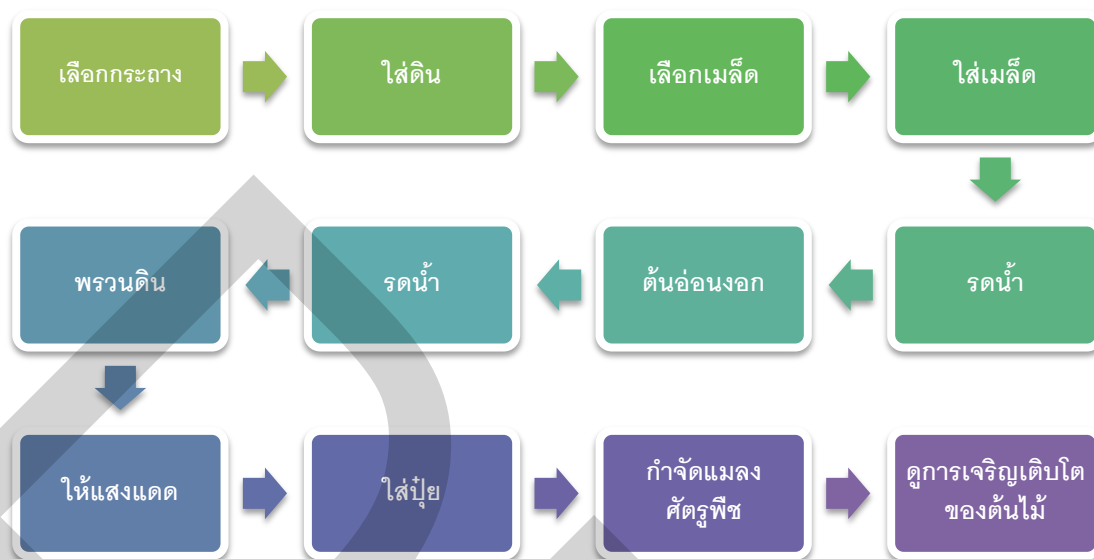 เลือกกระถาง
ใส่ดิน
เลือกเมล็ด
ใส่เมล็ด
รดน้ำ
ต้นอ่อนงอก
รดน้ำ
พรวนดิน
ให้แสงแดด
ใส่ปุ๋ย
กำจัดแมลง
ศัตรูพืช
ดูการเจริญเติบโต
ของต้นไม้